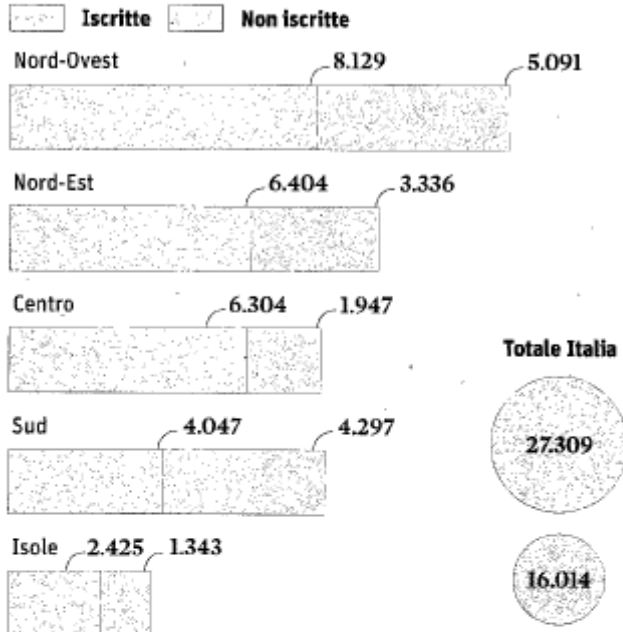 Iscritte Non iscritte
Nord-Ovest 8.129 5.091
Nord-Est 6.404 3.336
Centro 6.304 1.947
Totale Italia
Sud 4.047 4.297
27.309
Isole 2.425 1.343
16.014